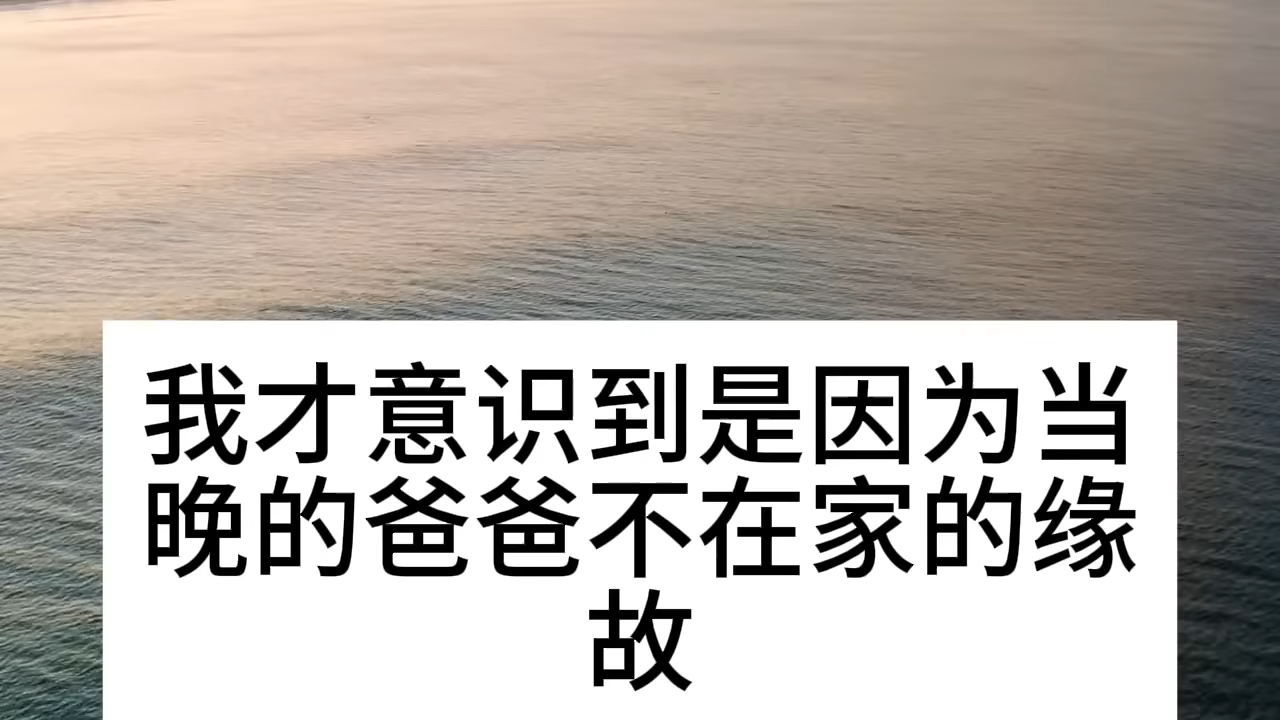 我才意识到是因为当
晚的爸爸不在家的缘
故